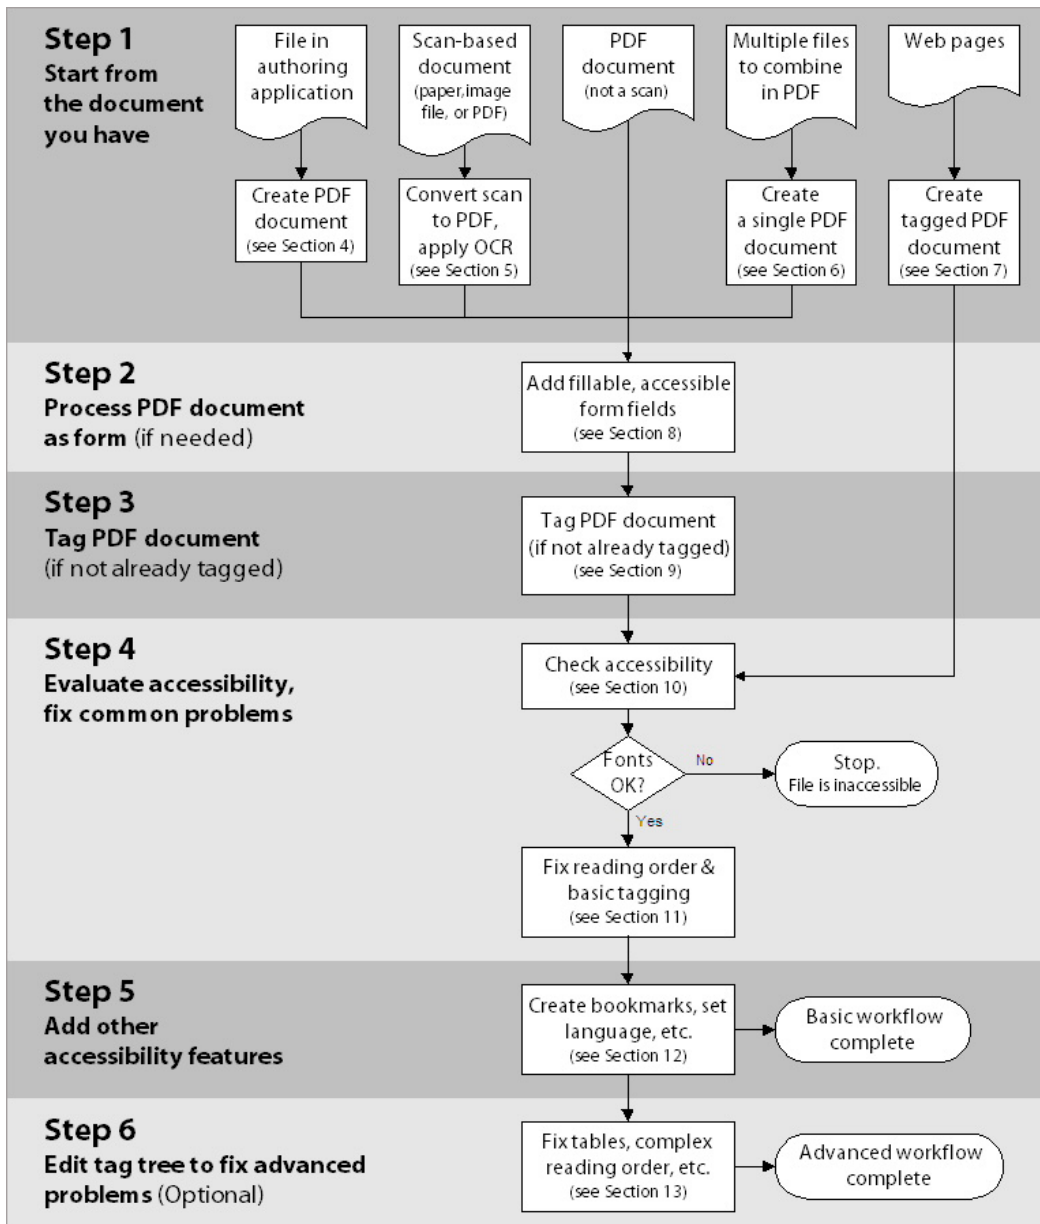 Step 1
Start from
the document
you have
File in
authoring
application
Scan-based
document
(paper, image
file, or PDF)
PDF
document
(not a scan)
Multiple files
to combine
in PDF
Web pages
Create PDF
document
(see Section 4)
Convert scan
to PDF,
apply OCR
(see Section 5)
Create
a single PDF
document
(see Section 6)
Create
tagged PDF
document
(see Section 7)
Step 2
Process PDF document
as form (if needed)
Add fillable, accessible
form fields
(see Section 8)
Step 3
Tag PDF document
(if not already tagged)
Tag PDF document
(if not already tagged)
(see Section 9)
Step 4
Evaluate accessibility,
fix common problems
Check accessibility
(see Section 10)
Fonts
OK?
No
Stop.
File is inaccessible
Yes
Fix reading order &
basic tagging
(see Section 11)
Step 5
Add other
accessibility features
Create bookmarks, set
language, etc.
(see Section 12)
Basic workflow
complete
Step 6
Edit tag tree to fix advanced
problems (Optional)
Fix tables, complex
reading order, etc.
(see Section 13)
Advanced workflow
complete